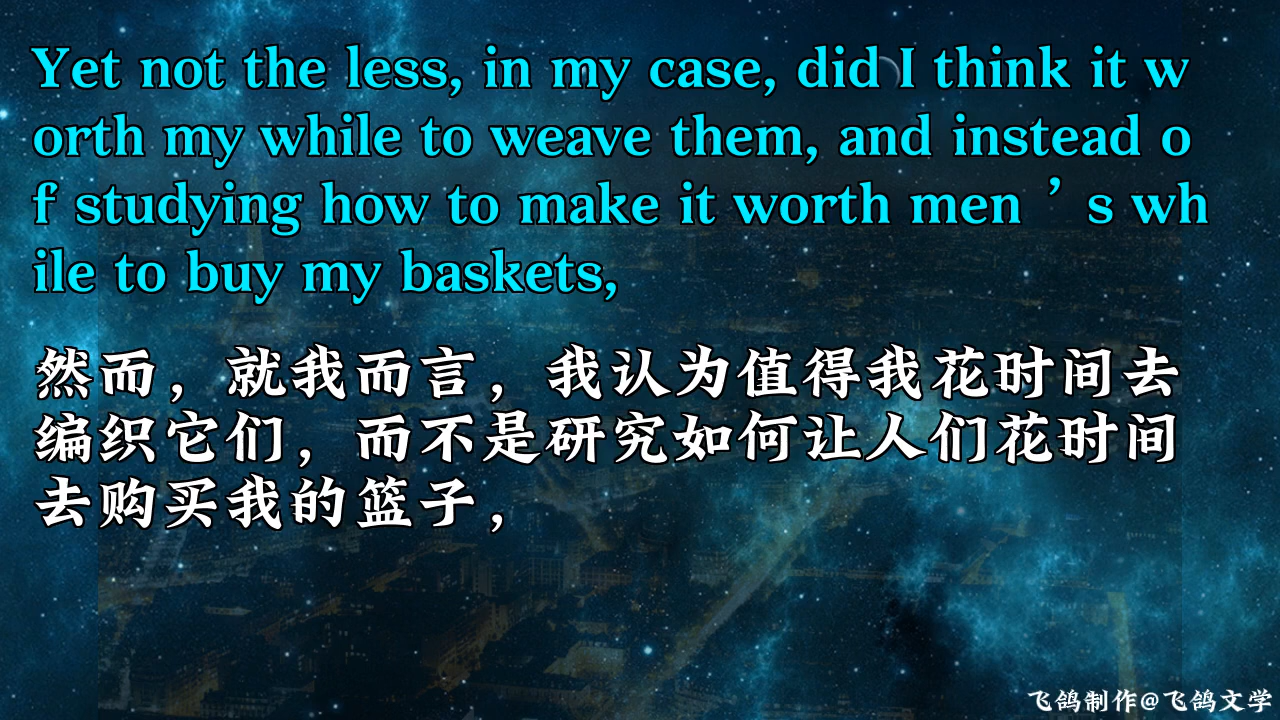 Yet not the less, in my case, did I think it w
orth my while to weave them, and instead o
f studying how to make it worth men ’ s wh
ile to buy my baskets,
然而，就我而言，我认为值得我花时间去
编织它们，而不是研究如何让人们花时间
去购买我的篮子，
飞鸽制作@飞鸽文学